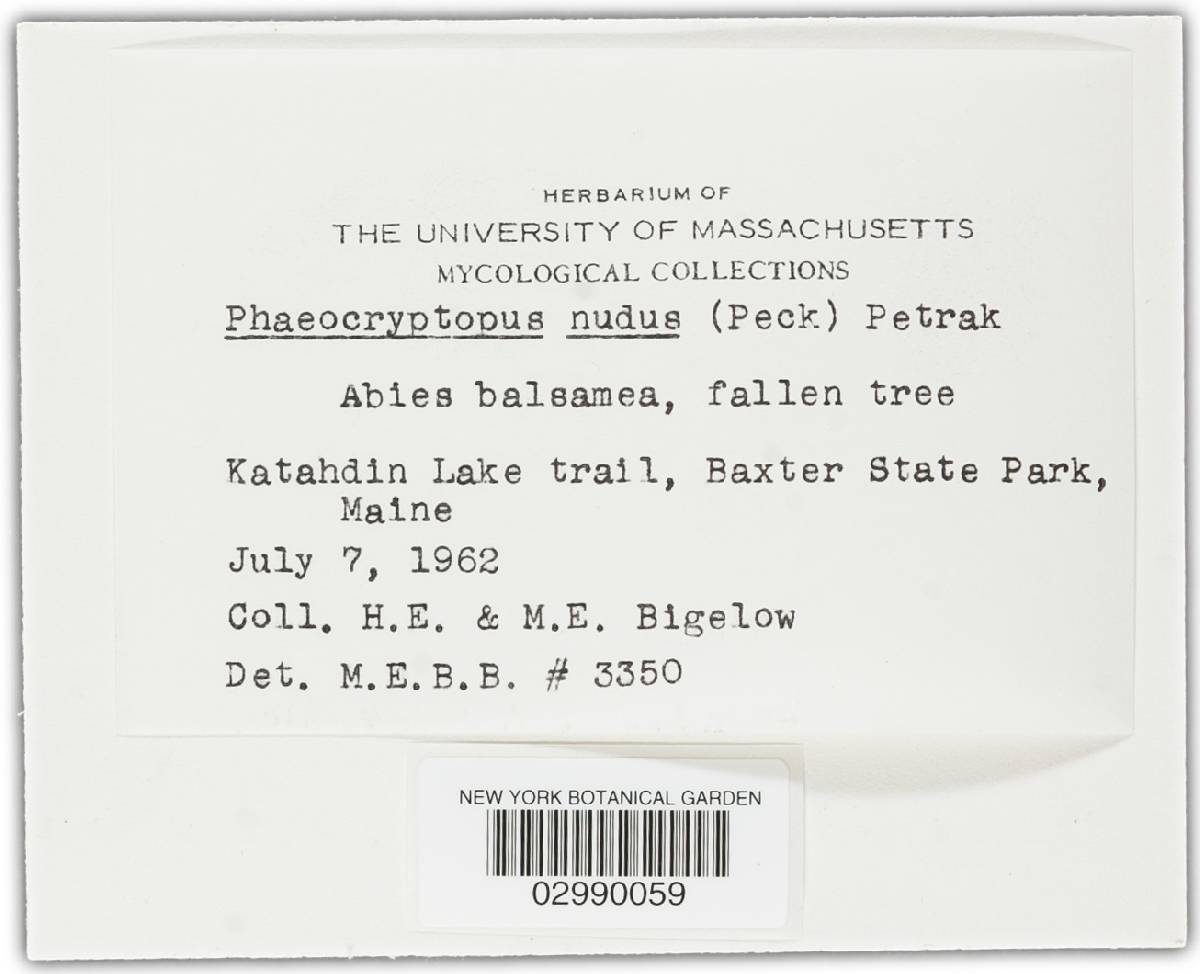 HERBARIUM OF
THE UNIVERSITY OF MASSACHUSETTS
MYCOLOGICAL COLLECTIONS
Phaeocryptopus nudus (Peck) Petrak
Abies balsamea, fallen tree
Katahdin Lake trail, Baxter State Park,
Maine
July 7, 1962
Coll. H.E. & M.E. Bigelow
Det. M.E.B.B. # 3350
NEW YORK BOTANICAL GARDEN
02990059